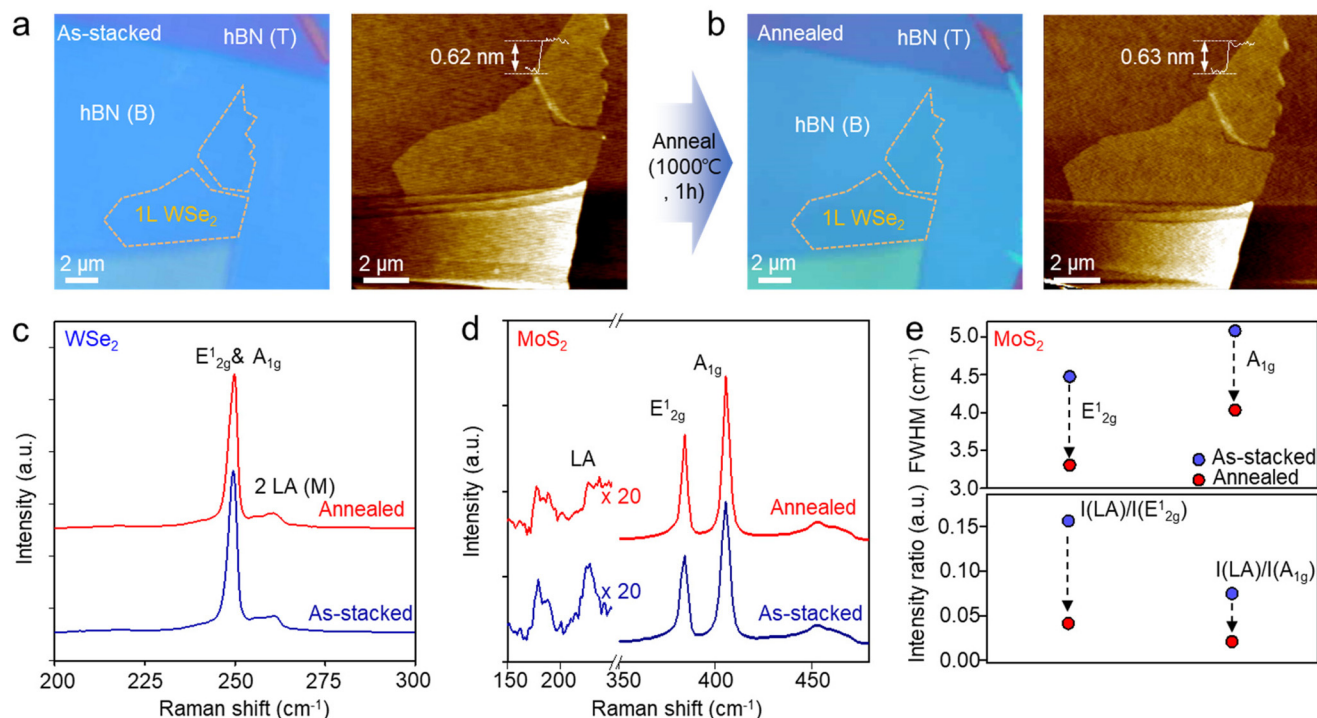 a
As-stacked
hBN (T)
hBN (B)
1L WSe₂
2 μm
0.62 nm
2 μm
Anneal
(1000℃
, 1h)
b
Annealed
hBN (T)
hBN (B)
1L WSe₂
2 μm
0.63 nm
2 μm
c
WSe₂
E¹₂g& A₁g
2 LA (M)
Annealed
As-stacked
Intensity (a.u.)
200 225 250 275 300
Raman shift (cm⁻¹)
d
MoS₂
A₁g
E¹₂g
LA
x 20
Annealed
x 20
As-stacked
Intensity (a.u.)
150 200 350 400 450
Raman shift (cm⁻¹)
e
MoS₂
FWHM (cm⁻¹)
5.0
4.5
4.0
3.5
3.0
E¹₂g
A₁g
As-stacked
Annealed
Intensity ratio (a.u.)
0.15
0.10
0.05
0.00
I(LA)/I(E¹₂g)
I(LA)/I(A₁g)